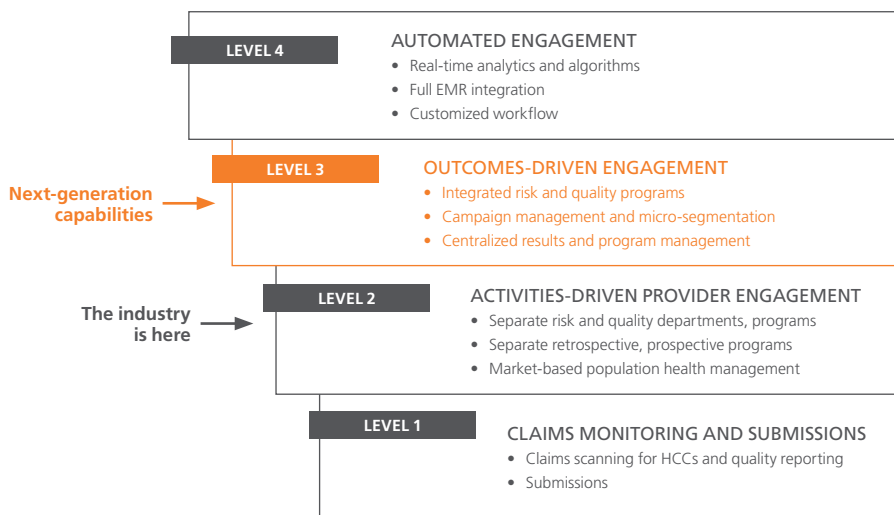 LEVEL 4
AUTOMATED ENGAGEMENT
• Real-time analytics and algorithms
• Full EMR integration
• Customized workflow
Next-generation
capabilities
LEVEL 3
OUTCOMES-DRIVEN ENGAGEMENT
• Integrated risk and quality programs
• Campaign management and micro-segmentation
• Centralized results and program management
The industry
is here
LEVEL 2
ACTIVITIES-DRIVEN PROVIDER ENGAGEMENT
• Separate risk and quality departments, programs
• Separate retrospective, prospective programs
• Market-based population health management
LEVEL 1
CLAIMS MONITORING AND SUBMISSIONS
• Claims scanning for HCCs and quality reporting
• Submissions